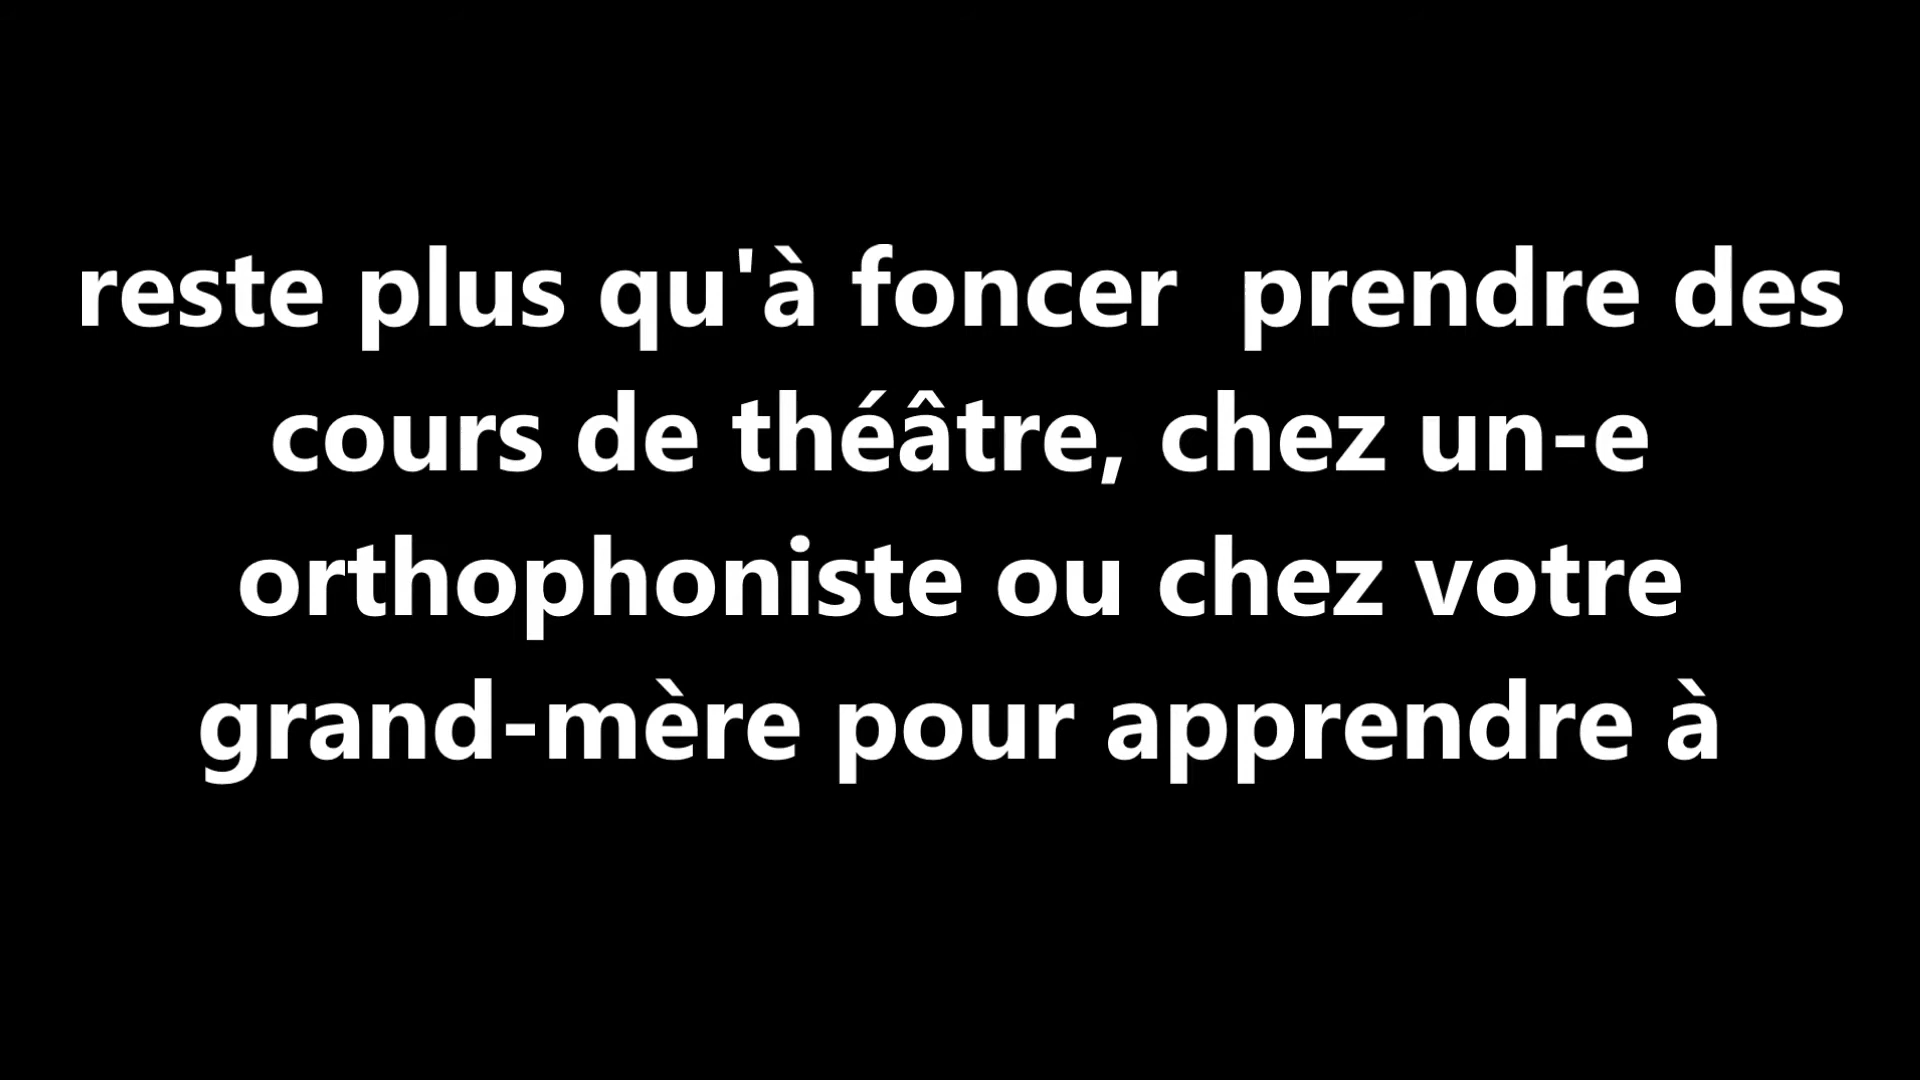 reste plus qu'à foncer  prendre des
cours de théâtre, chez un-e
orthophoniste ou chez votre
grand-mère pour apprendre à